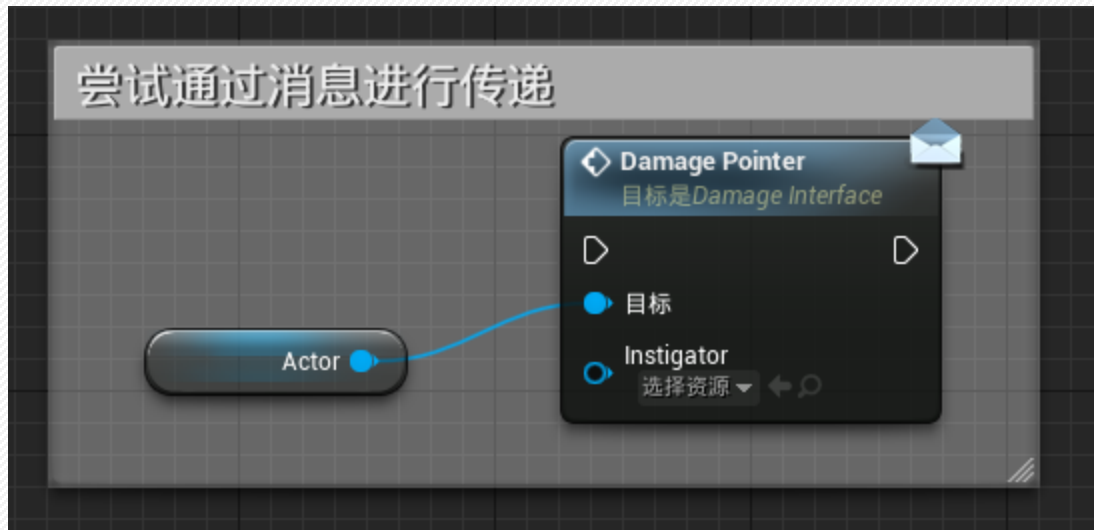 尝试通过消息进行传递
Damage Pointer
目标是Damage Interface
目标
Actor
Instigator
选择资源